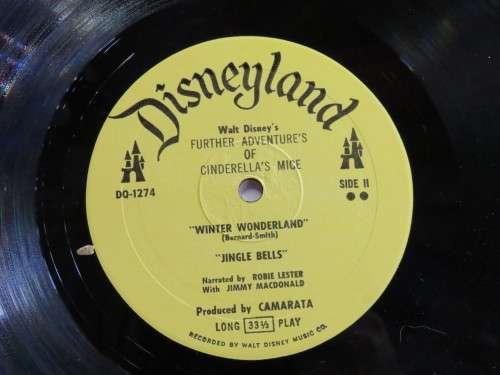 Disneyland
Walt Disney's
FURTHER ADVENTURE'S
OF
CINDERELLA'S MICE
DQ-1274
SIDE II
"WINTER WONDERLAND"
(Bernard-Smith)
"JINGLE BELLS"
Narrated by ROBIE LESTER
With JIMMY MACDONALD
Produced by CAMARATA
LONG 33⅓ PLAY
RECORDED BY WALT DISNEY MUSIC CO.